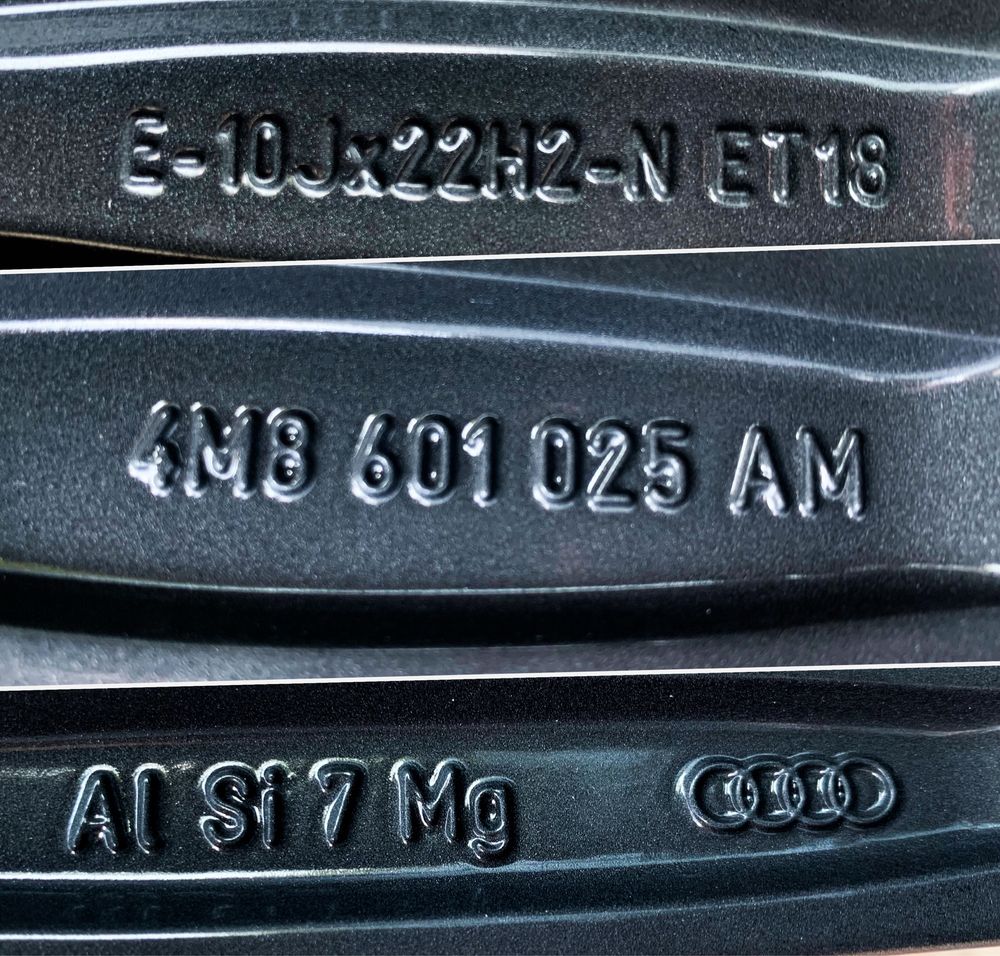 E-10Jx22H2-N ET18
4M8 601 025 AM
Al Si 7 Mg